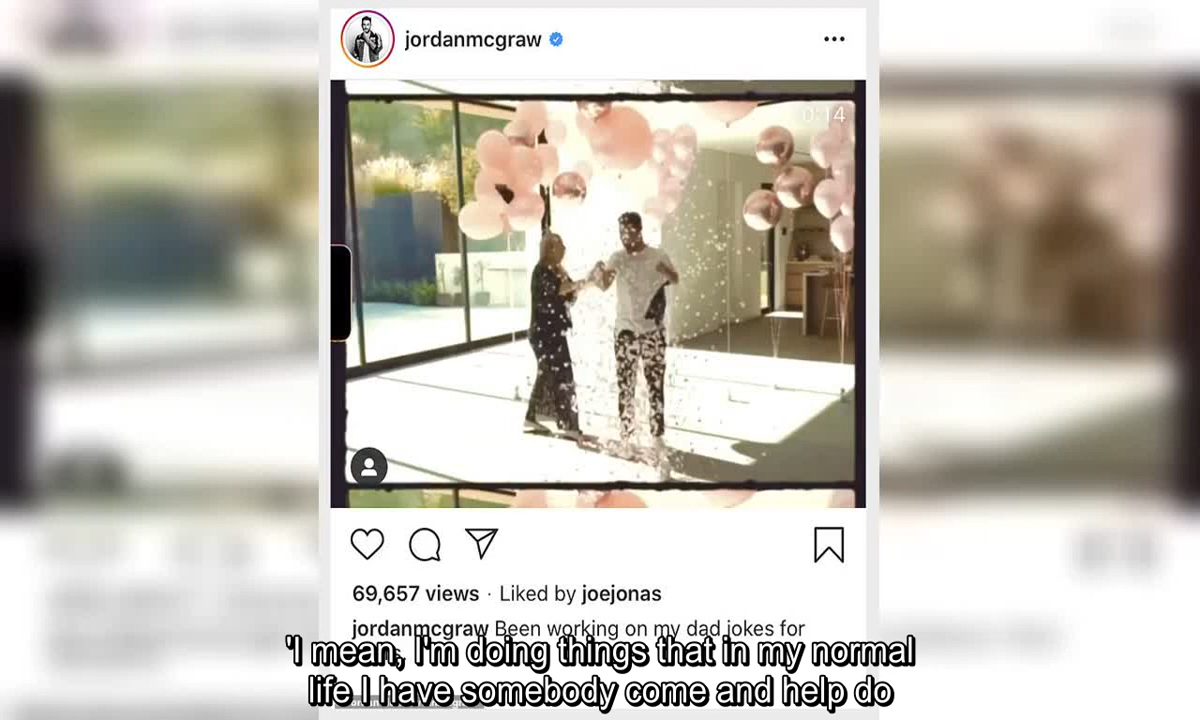 jordanmcgraw
0:14
69,657 views · Liked by joejonas
jordanmcgraw Been working on my dad jokes for
'I mean, I'm doing things that in my normal
life I have somebody come and help do